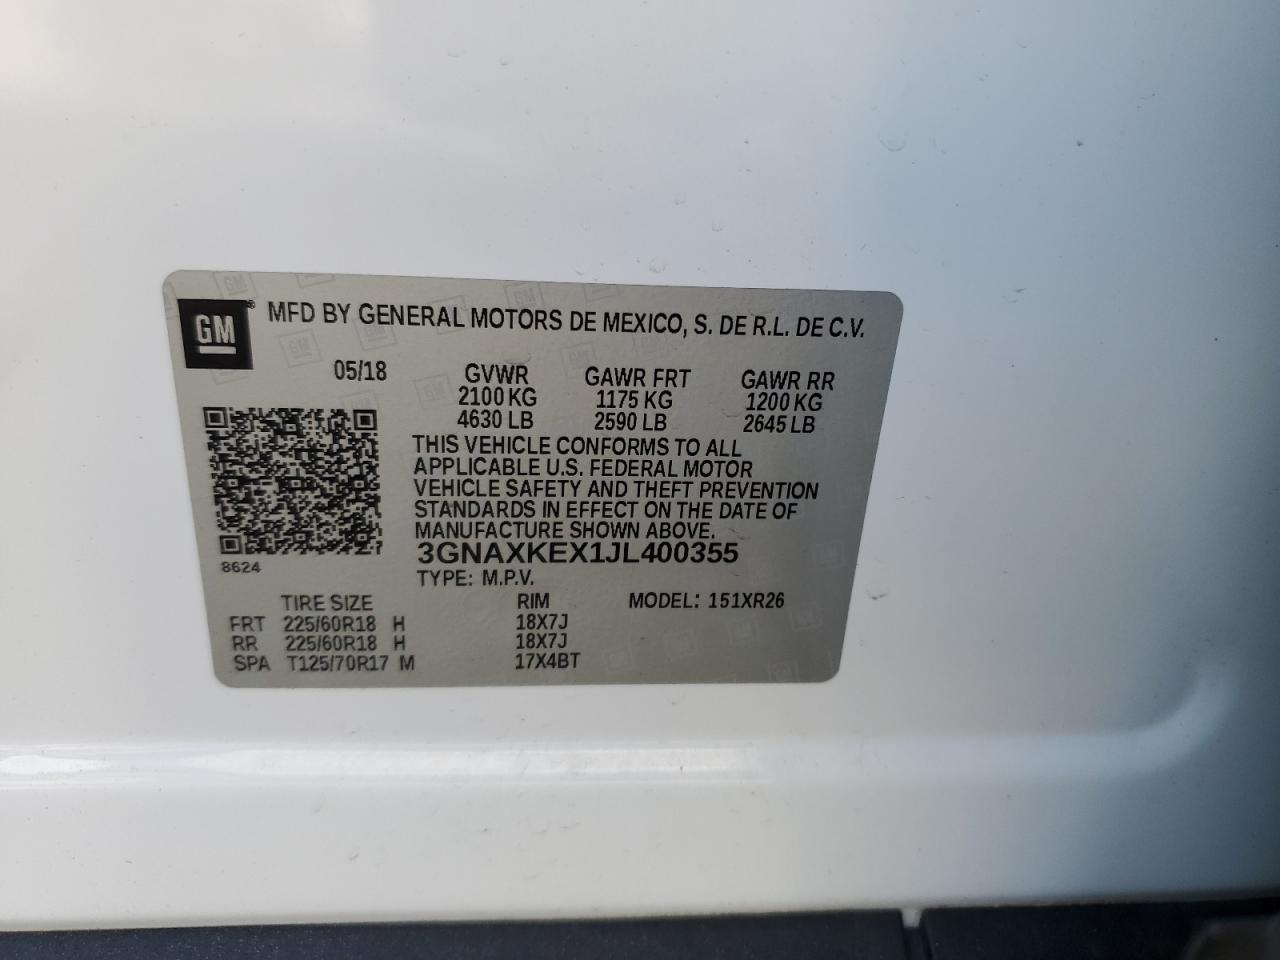 GM ® MFD BY GENERAL MOTORS DE MEXICO, S. DE R.L. DE C.V.
05/18 GVWR GAWR FRT GAWR RR
2100 KG 1175 KG 1200 KG
4630 LB 2590 LB 2645 LB
THIS VEHICLE CONFORMS TO ALL
APPLICABLE U.S. FEDERAL MOTOR
VEHICLE SAFETY AND THEFT PREVENTION
STANDARDS IN EFFECT ON THE DATE OF
MANUFACTURE SHOWN ABOVE.
3GNAXKEX1JL400355
8624
TYPE: M.P.V.
TIRE SIZE RIM MODEL: 151XR26
FRT 225/60R18 H 18X7J
RR 225/60R18 H 18X7J
SPA T125/70R17 M 17X4BT